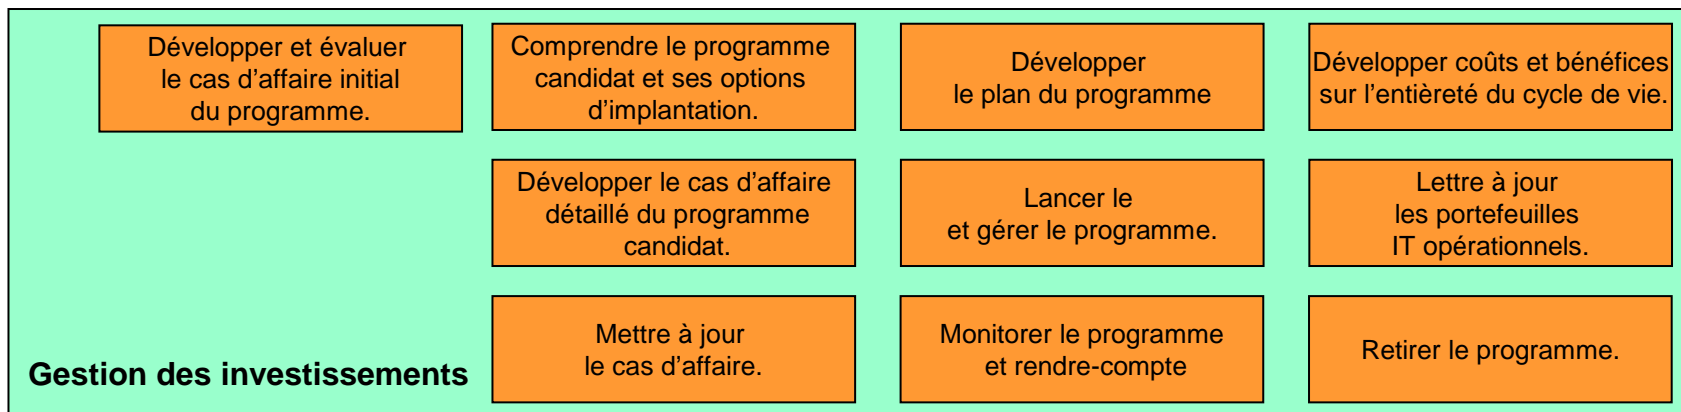 Développer et évaluer
le cas d'affaire initial
du programme.
Comprendre le programme
candidat et ses options
d'implantation.
Développer
le plan du programme
Développer coûts et bénéfices
sur l'entièreté du cycle de vie.
Développer le cas d'affaire
détaillé du programme
candidat.
Lancer le
et gérer le programme.
Lettre à jour
les portefeuilles
IT opérationnels.
Mettre à jour
le cas d'affaire.
Monitorer le programme
et rendre-compte
Retirer le programme.
Gestion des investissements